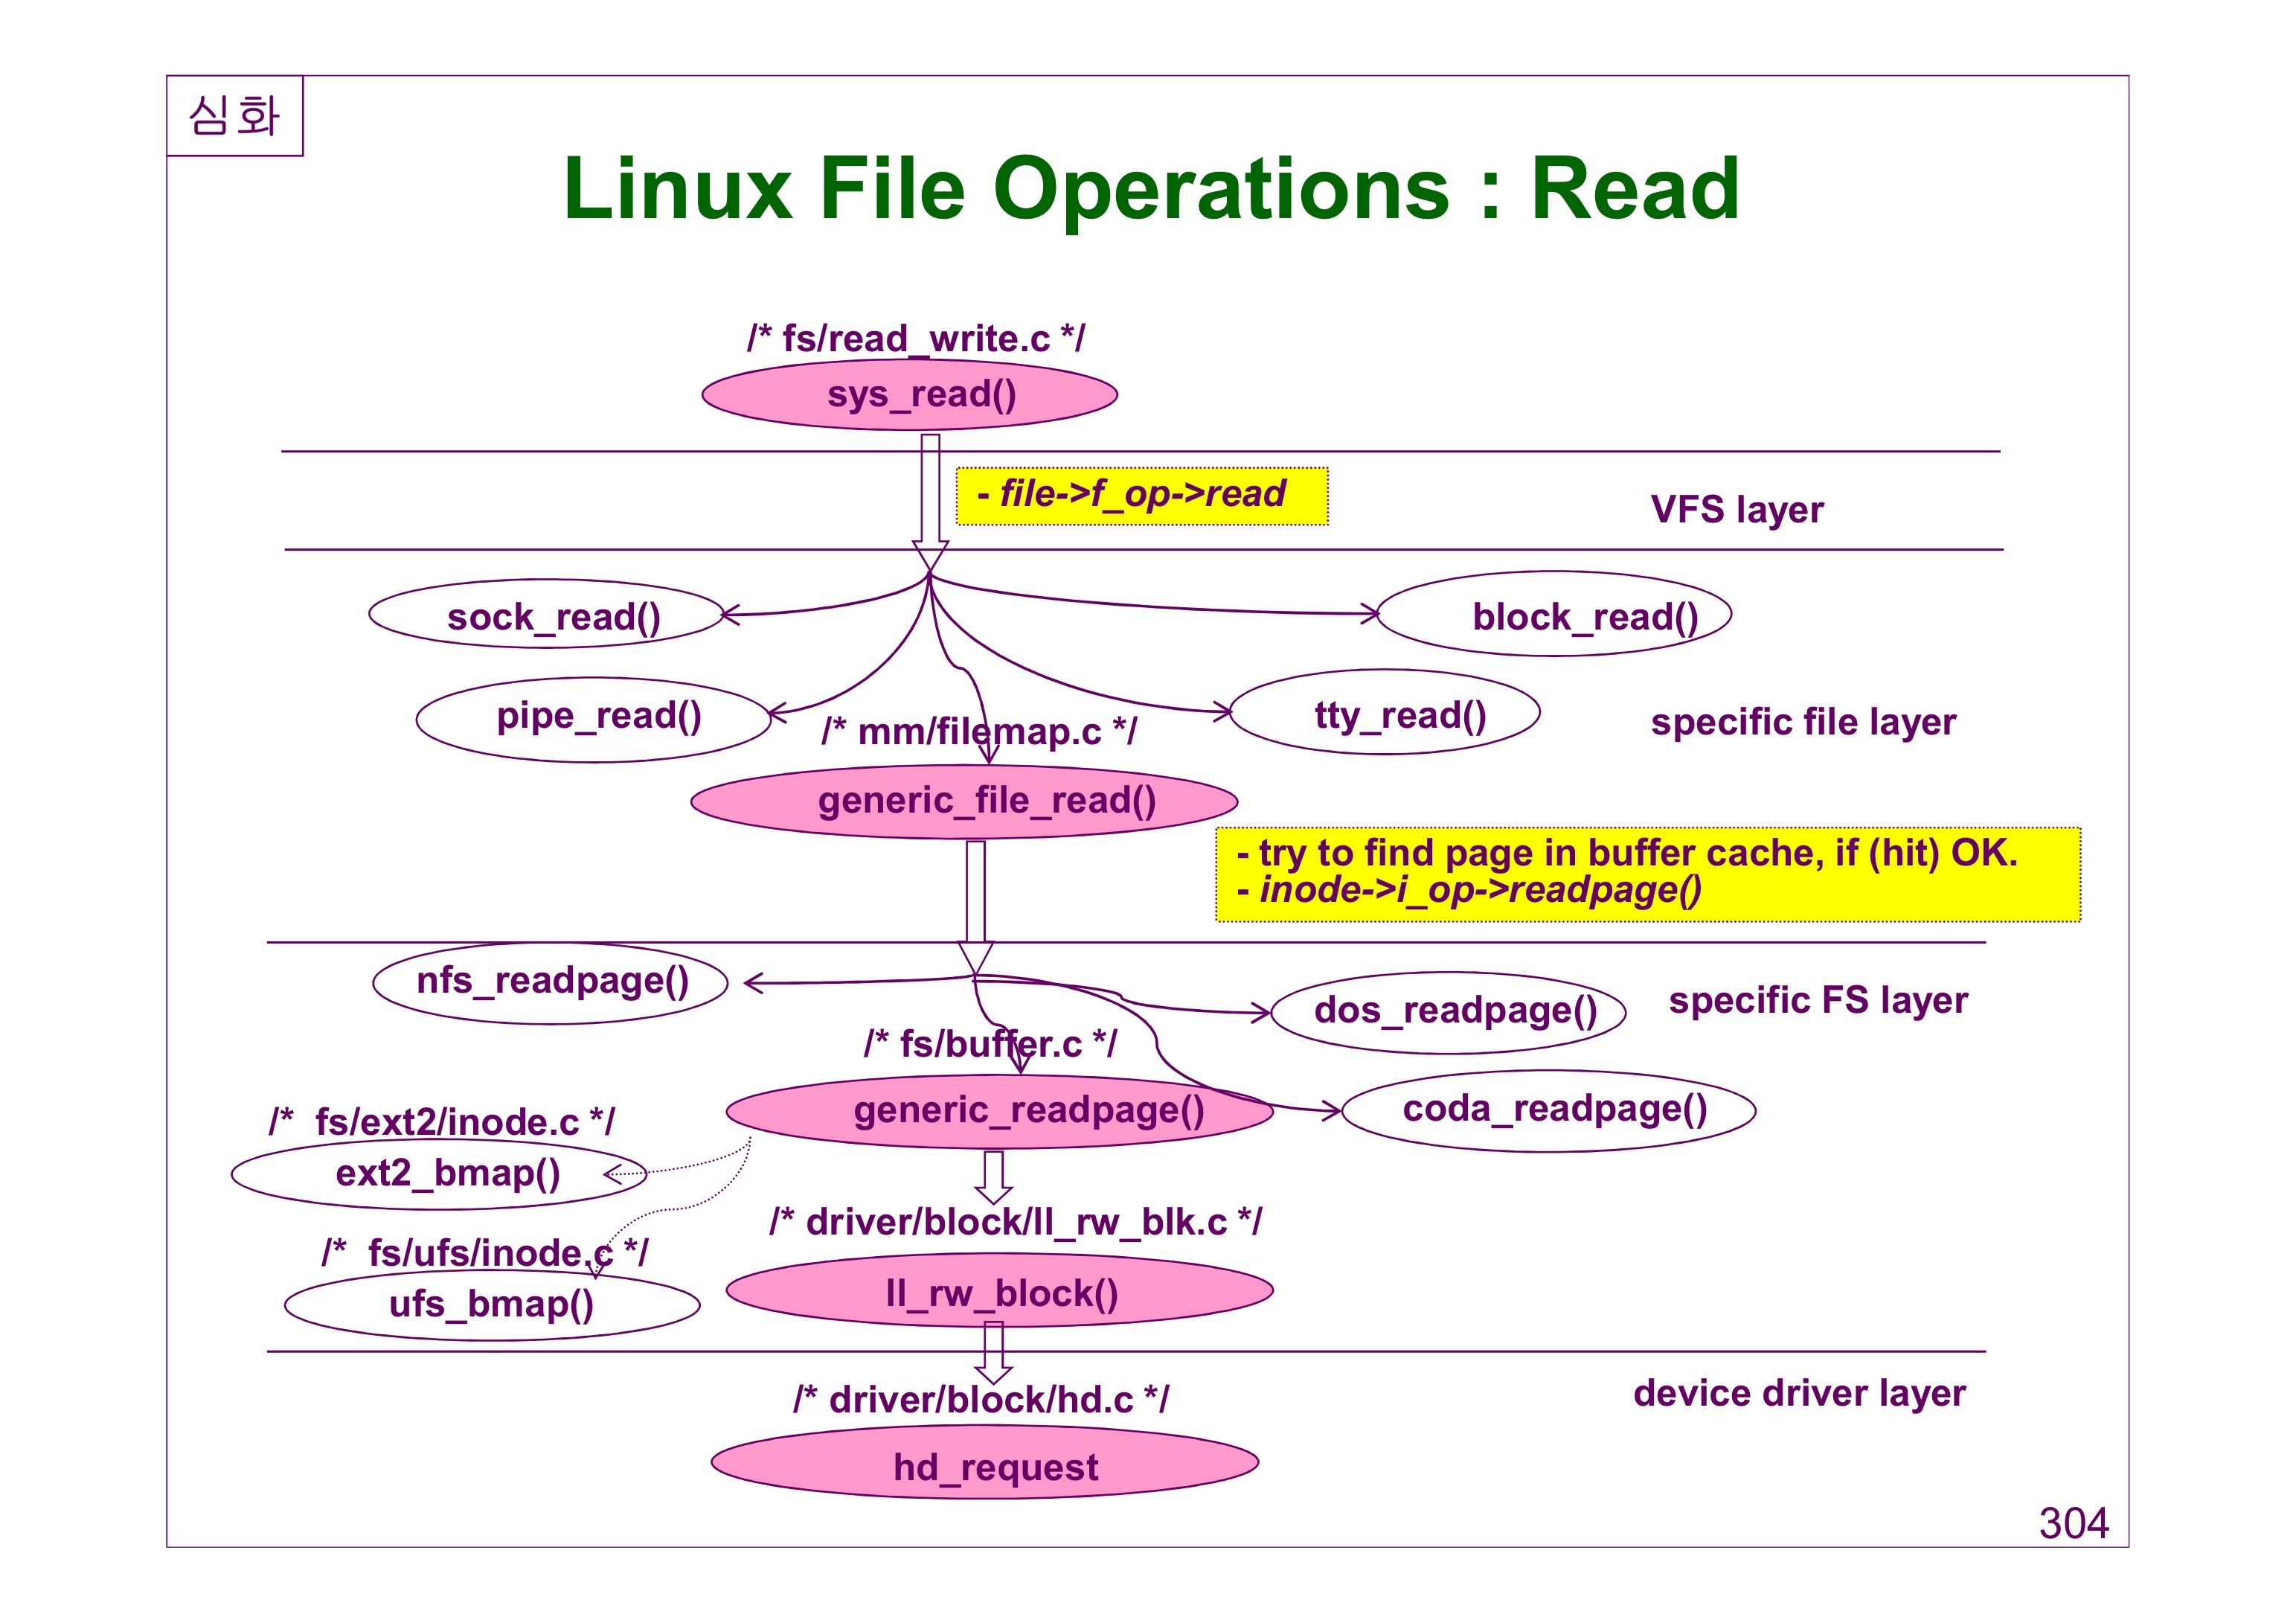 심화
Linux File Operations : Read
/* fs/read_write.c */
sys_read()
- file->f_op->read
VFS layer
sock_read()
block_read()
pipe_read()
tty_read()
/* mm/filemap.c */
specific file layer
generic_file_read()
- try to find page in buffer cache, if (hit) OK.
- inode->i_op->readpage()
nfs_readpage()
dos_readpage()
specific FS layer
/* fs/buffer.c */
generic_readpage()
coda_readpage()
/* fs/ext2/inode.c */
ext2_bmap()
/* driver/block/ll_rw_blk.c */
/* fs/ufs/inode.c */
ll_rw_block()
ufs_bmap()
/* driver/block/hd.c */
device driver layer
hd_request
304